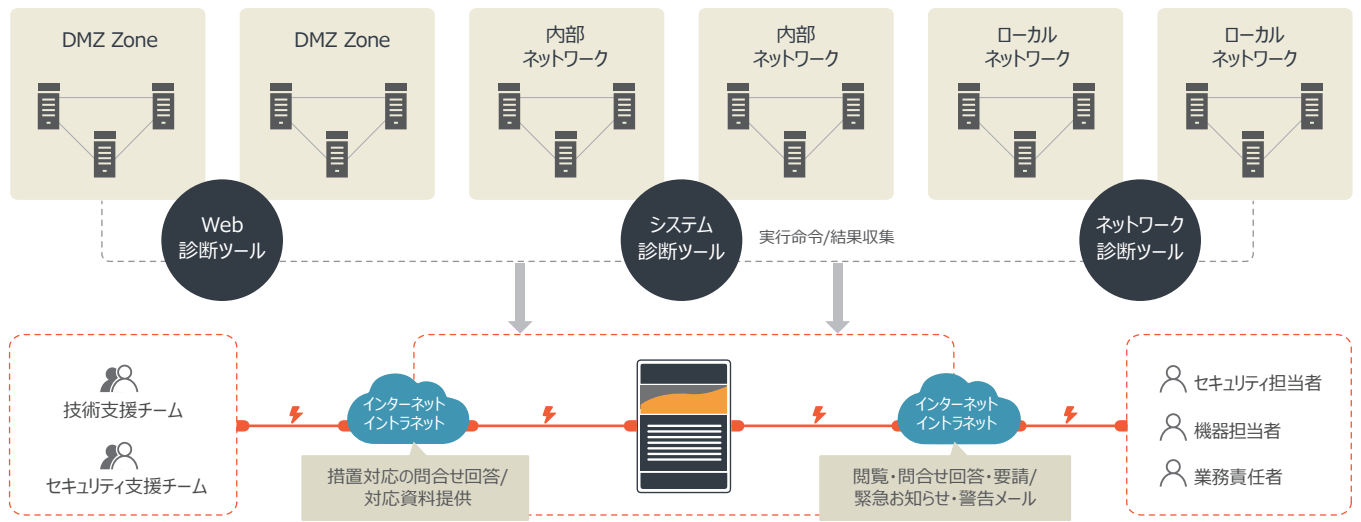 DMZ Zone
DMZ Zone
内部
ネットワーク
内部
ネットワーク
ローカル
ネットワーク
ローカル
ネットワーク
Web
診断ツール
システム
診断ツール
実行命令/結果収集
ネットワーク
診断ツール
技術支援チーム
セキュリティ支援チーム
インターネット
イントラネット
措置対応の問合せ回答/
対応資料提供
インターネット
イントラネット
閲覧・問合せ回答・要請/
緊急お知らせ・警告メール
セキュリティ担当者
機器担当者
業務責任者